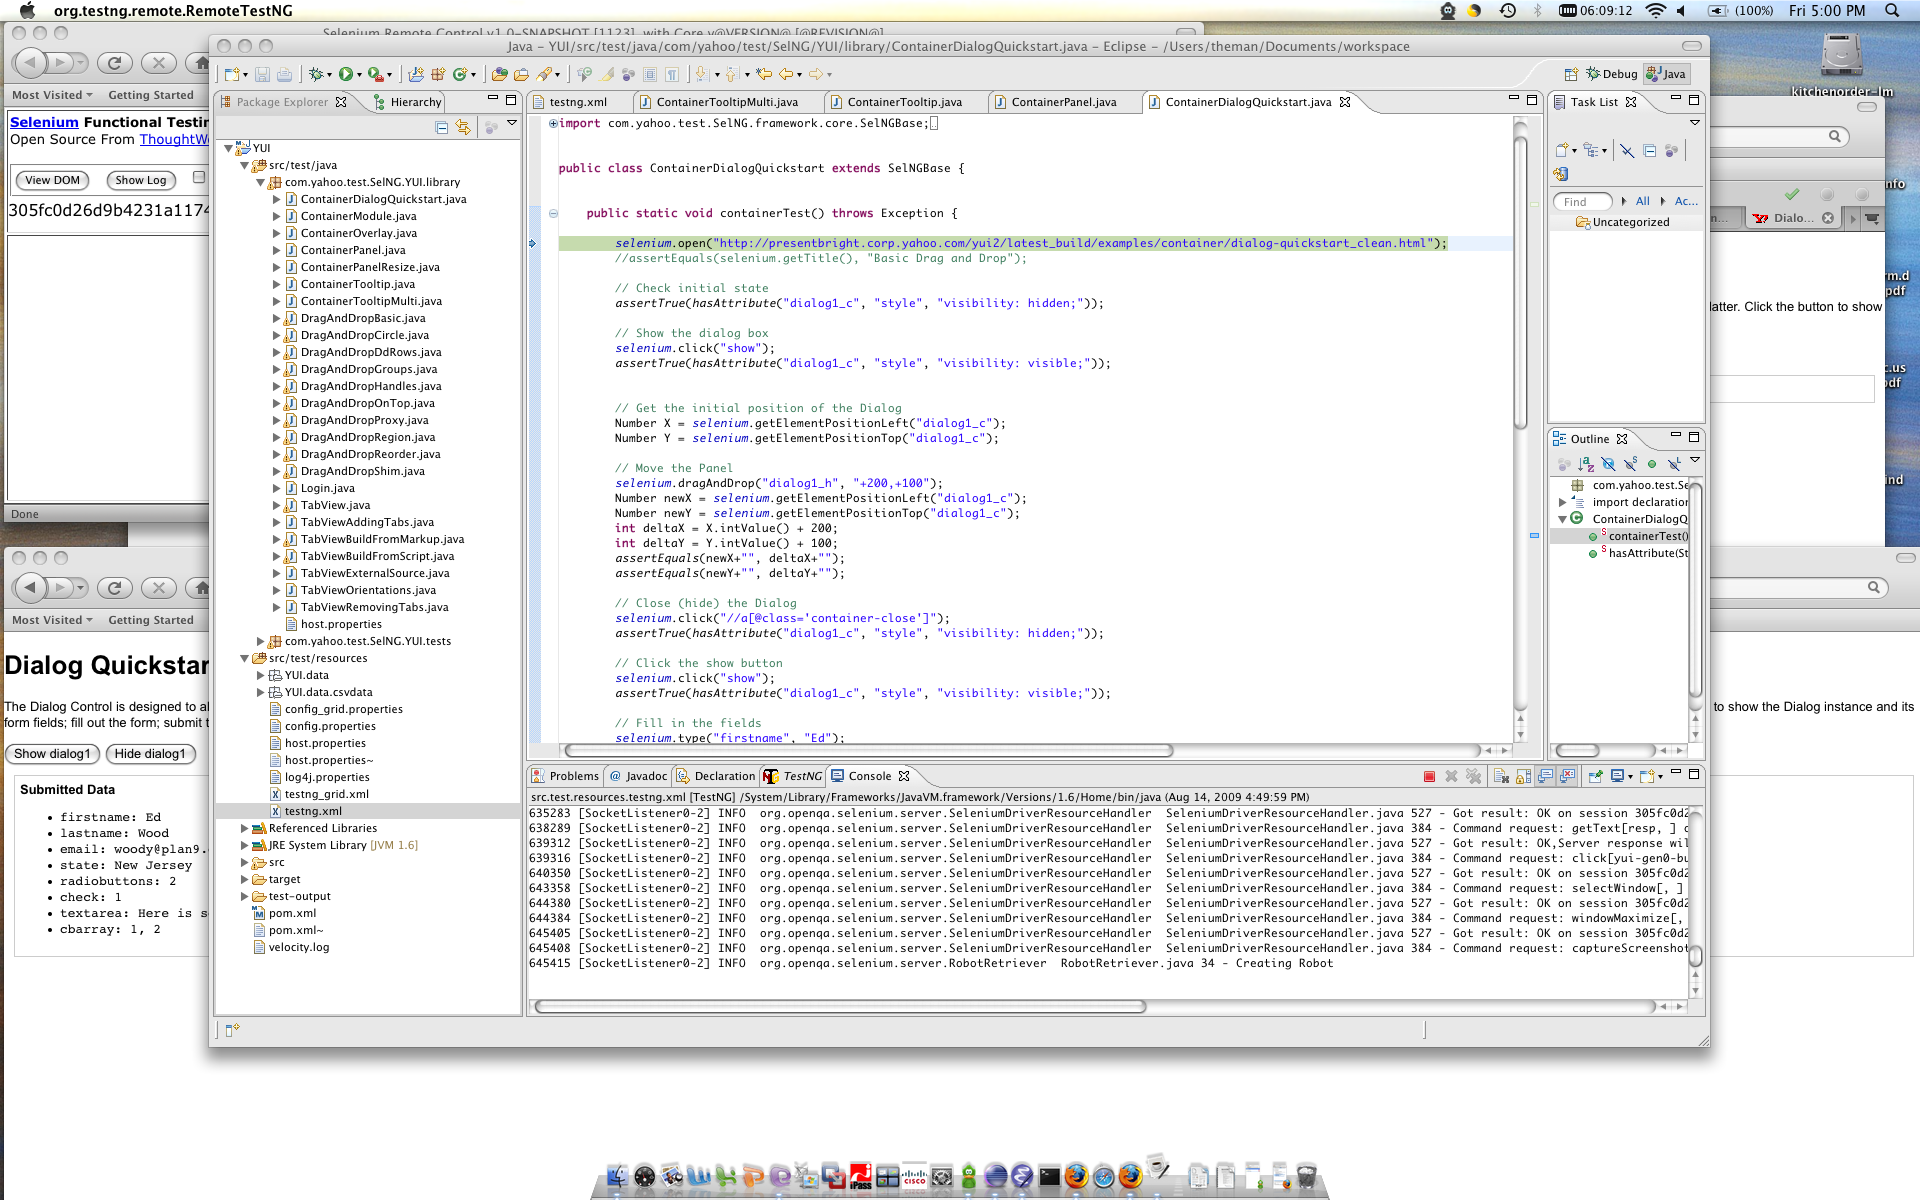 org.testng.remote.RemoteTestNG
06:09:12
(100%)
Fri 5:00 PM
Selenium Remote Control v1.0-SNAPSHOT [1123], with Core v@VERSION@ [@REVISION@]
Java - YUI/src/test/java/com/yahoo/test/SelNG/YUI/library/ContainerDialogQuickstart.java - Eclipse - /Users/theman/Documents/workspace
kitchenorder-lm
Debug
Java
Most Visited
Getting Started
Selenium Functional Testin
Open Source From ThoughtW
View DOM
Show Log
305fc0d26d9b4231a1174
Done
Package Explorer
Hierarchy
YUI
src/test/java
com.yahoo.test.SelNG.YUI.library
ContainerDialogQuickstart.java
ContainerModule.java
ContainerOverlay.java
ContainerPanel.java
ContainerPanelResize.java
ContainerTooltip.java
ContainerTooltipMulti.java
DragAndDropBasic.java
DragAndDropCircle.java
DragAndDropDdRows.java
DragAndDropGroups.java
DragAndDropHandles.java
DragAndDropOnTop.java
DragAndDropProxy.java
DragAndDropRegion.java
DragAndDropReorder.java
DragAndDropShim.java
Login.java
TabView.java
TabViewAddingTabs.java
TabViewBuildFromMarkup.java
TabViewBuildFromScript.java
TabViewExternalSource.java
TabViewOrientations.java
TabViewRemovingTabs.java
host.properties
com.yahoo.test.SelNG.YUI.tests
src/test/resources
YUI.data
YUI.data.csvdata
config_grid.properties
config.properties
host.properties
host.properties~
log4j.properties
testng_grid.xml
testng.xml
Referenced Libraries
JRE System Library [JVM 1.6]
src
target
test-output
pom.xml
pom.xml~
velocity.log
testng.xml
ContainerTooltipMulti.java
ContainerTooltip.java
ContainerPanel.java
ContainerDialogQuickstart.java
import com.yahoo.test.SelNG.framework.core.SelNGBase;
public class ContainerDialogQuickstart extends SelNGBase {
public static void containerTest() throws Exception {
selenium.open("http://presentbright.corp.yahoo.com/yui2/latest_build/examples/container/dialog-quickstart_clean.html");
//assertEquals(selenium.getTitle(), "Basic Drag and Drop");
// Check initial state
assertTrue(hasAttribute("dialog1_c", "style", "visibility: hidden;"));
// Show the dialog box
selenium.click("show");
assertTrue(hasAttribute("dialog1_c", "style", "visibility: visible;"));
// Get the initial position of the Dialog
Number X = selenium.getElementPositionLeft("dialog1_c");
Number Y = selenium.getElementPositionTop("dialog1_c");
// Move the Panel
selenium.dragAndDrop("dialog1_h", "+200,+100");
Number newX = selenium.getElementPositionLeft("dialog1_c");
Number newY = selenium.getElementPositionTop("dialog1_c");
int deltaX = X.intValue() + 200;
int deltaY = Y.intValue() + 100;
assertEquals(newX+"", deltaX+"");
assertEquals(newY+"", deltaY+"");
// Close (hide) the Dialog
selenium.click("//a[@class='container-close']");
assertTrue(hasAttribute("dialog1_c", "style", "visibility: hidden;"));
// Click the show button
selenium.click("show");
assertTrue(hasAttribute("dialog1_c", "style", "visibility: visible;"));
// Fill in the fields
selenium.type("firstname", "Ed");
Task List
Find
All
Ac...
Uncategorized
Outline
com.yahoo.test.Se
import declaration
ContainerDialogQ
containerTest()
hasAttribute(St
Dialo...
nfo
rm.d
pdf
latter. Click the button to show
c.us
odf
ind
to show the Dialog instance and its
Most Visited
Getting Started
Dialog Quickstar
The Dialog Control is designed to al
form fields; fill out the form; submit t
Show dialog1
Hide dialog1
Submitted Data
firstname: Ed
lastname: Wood
email: woody@plan9.
state: New Jersey
radiobuttons: 2
check: 1
textarea: Here is s
cbarray: 1, 2
Problems
Javadoc
Declaration
TestNG
Console
src.test.resources.testng.xml [TestNG] /System/Library/Frameworks/JavaVM.framework/Versions/1.6/Home/bin/java (Aug 14, 2009 4:49:59 PM)
635283 [SocketListener0-2] INFO org.openqa.selenium.server.SeleniumDriverResourceHandler SeleniumDriverResourceHandler.java 527 - Got result: OK on session 305fc0d2
638289 [SocketListener0-2] INFO org.openqa.selenium.server.SeleniumDriverResourceHandler SeleniumDriverResourceHandler.java 384 - Command request: getText[resp, ] o
639312 [SocketListener0-2] INFO org.openqa.selenium.server.SeleniumDriverResourceHandler SeleniumDriverResourceHandler.java 527 - Got result: OK,Server response wil
639316 [SocketListener0-2] INFO org.openqa.selenium.server.SeleniumDriverResourceHandler SeleniumDriverResourceHandler.java 384 - Command request: click[yui-gen0-bu
640350 [SocketListener0-2] INFO org.openqa.selenium.server.SeleniumDriverResourceHandler SeleniumDriverResourceHandler.java 527 - Got result: OK on session 305fc0d2
643358 [SocketListener0-2] INFO org.openqa.selenium.server.SeleniumDriverResourceHandler SeleniumDriverResourceHandler.java 384 - Command request: selectWindow[, ]
644380 [SocketListener0-2] INFO org.openqa.selenium.server.SeleniumDriverResourceHandler SeleniumDriverResourceHandler.java 527 - Got result: OK on session 305fc0d2
644384 [SocketListener0-2] INFO org.openqa.selenium.server.SeleniumDriverResourceHandler SeleniumDriverResourceHandler.java 384 - Command request: windowMaximize[,
645405 [SocketListener0-2] INFO org.openqa.selenium.server.SeleniumDriverResourceHandler SeleniumDriverResourceHandler.java 527 - Got result: OK on session 305fc0d2
645408 [SocketListener0-2] INFO org.openqa.selenium.server.SeleniumDriverResourceHandler SeleniumDriverResourceHandler.java 384 - Command request: captureScreenshot
645415 [SocketListener0-2] INFO org.openqa.selenium.server.RobotRetriever RobotRetriever.java 34 - Creating Robot
iPass
CISCO